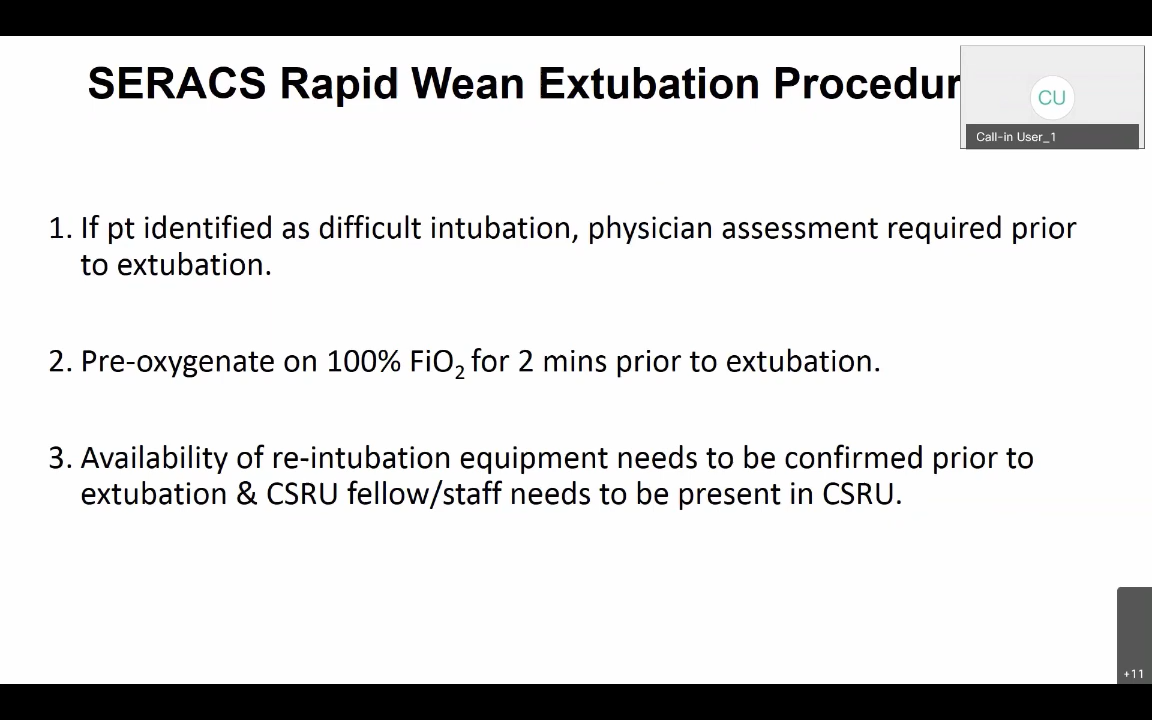 SERACS Rapid Wean Extubation Procedur
CU
Call-in User_1
1. If pt identified as difficult intubation, physician assessment required prior
to extubation.
2. Pre-oxygenate on 100% FiO₂ for 2 mins prior to extubation.
3. Availability of re-intubation equipment needs to be confirmed prior to
extubation & CSRU fellow/staff needs to be present in CSRU.
+11